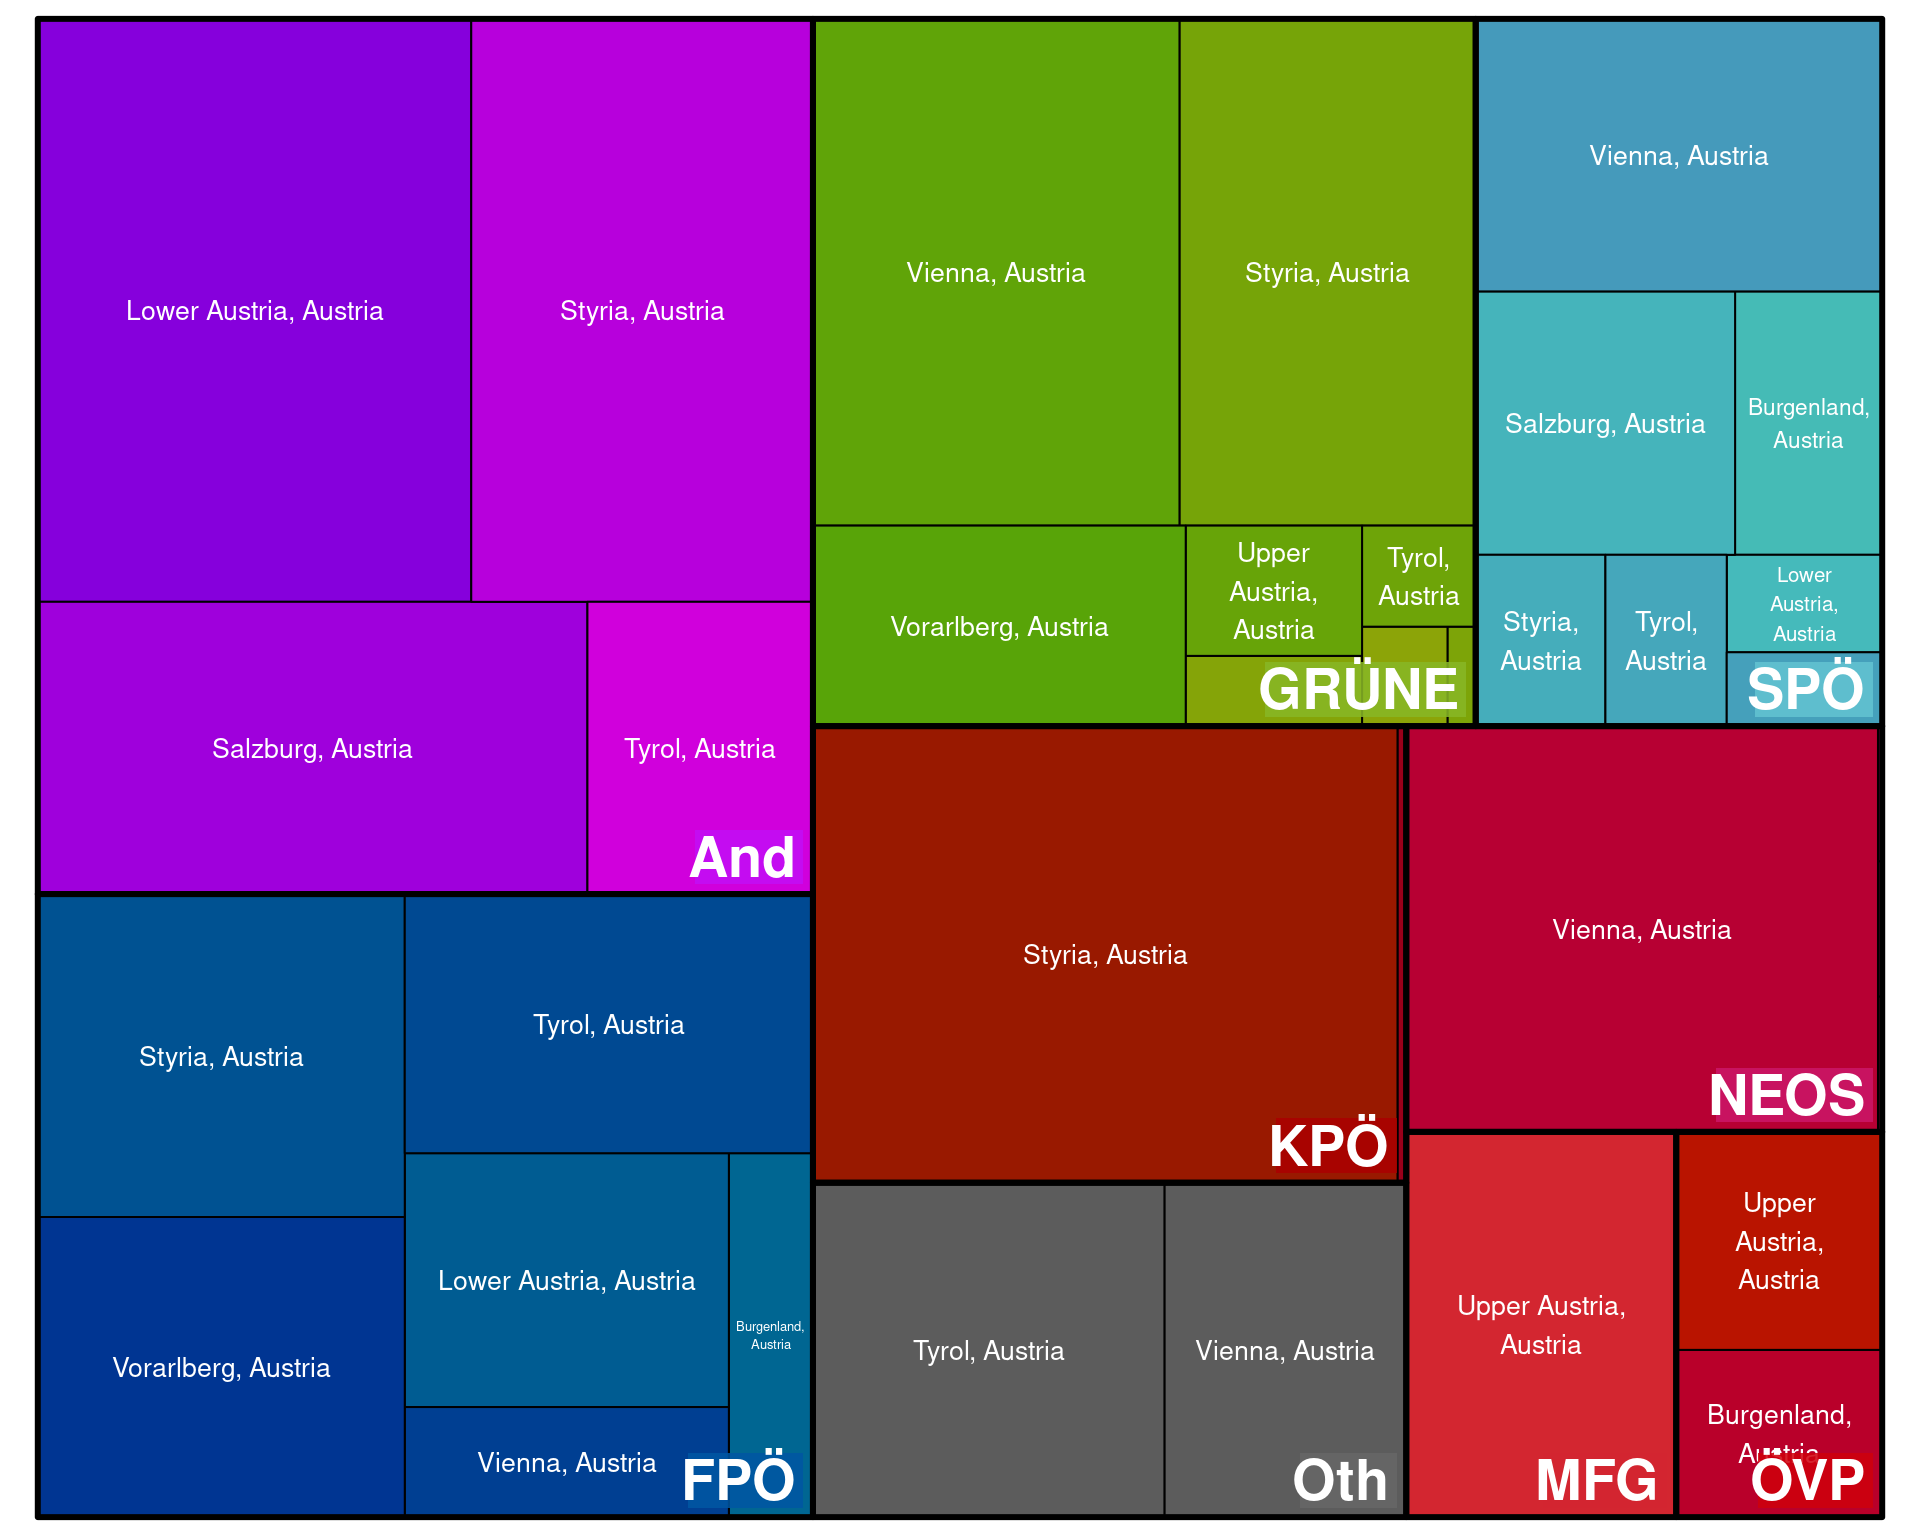 Lower Austria, Austria
Styria, Austria
Salzburg, Austria
Tyrol, Austria
And
Styria, Austria
Tyrol, Austria
Vorarlberg, Austria
Lower Austria, Austria
Burgenland,
Austria
Vienna, Austria
FPÖ
Vienna, Austria
Styria, Austria
Vorarlberg, Austria
Upper
Austria,
Austria
Tyrol,
Austria
GRÜNE
Vienna, Austria
Salzburg, Austria
Burgenland,
Austria
Styria,
Austria
Tyrol,
Austria
Lower
Austria,
Austria
SPÖ
Styria, Austria
KPÖ
Vienna, Austria
NEOS
Tyrol, Austria
Vienna, Austria
Oth
Upper Austria,
Austria
MFG
Upper
Austria,
Austria
Burgenland,
Austria
ÖVP